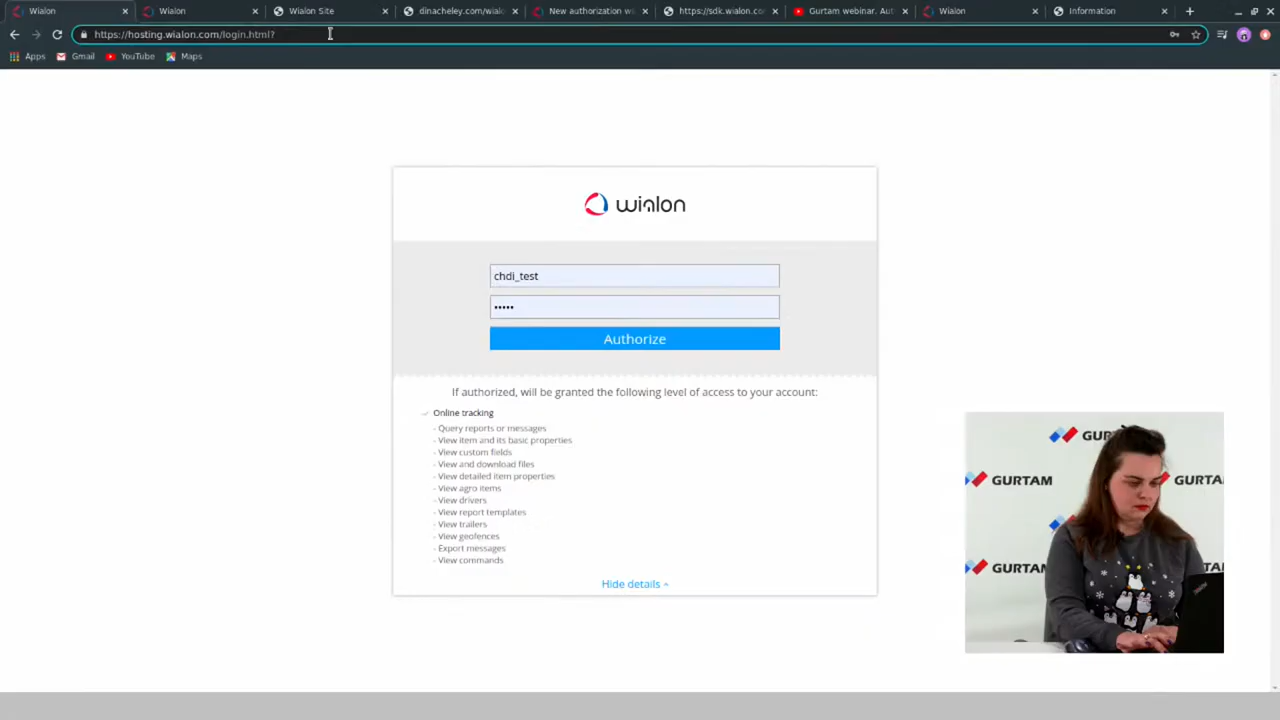 Wialon
Wialon
Wialon Site
dinacheley.com/wialo
New authorization wi
https://sdk.wialon.co
Gurtam webinar. Aut
Wialon
Information
https://hosting.wialon.com/login.html?
Apps
Gmail
YouTube
Maps
wialon
chdi_test
•••••
Authorize
If authorized, will be granted the following level of access to your account:
Online tracking
- Query reports or messages
- View item and its basic properties
- View custom fields
- View and download files
- View detailed item properties
- View agro items
- View drivers
- View report templates
- View trailers
- View geofences
- Export messages
- View commands
Hide details
GUR
GURTAM
GURTA
GURTAM
TA